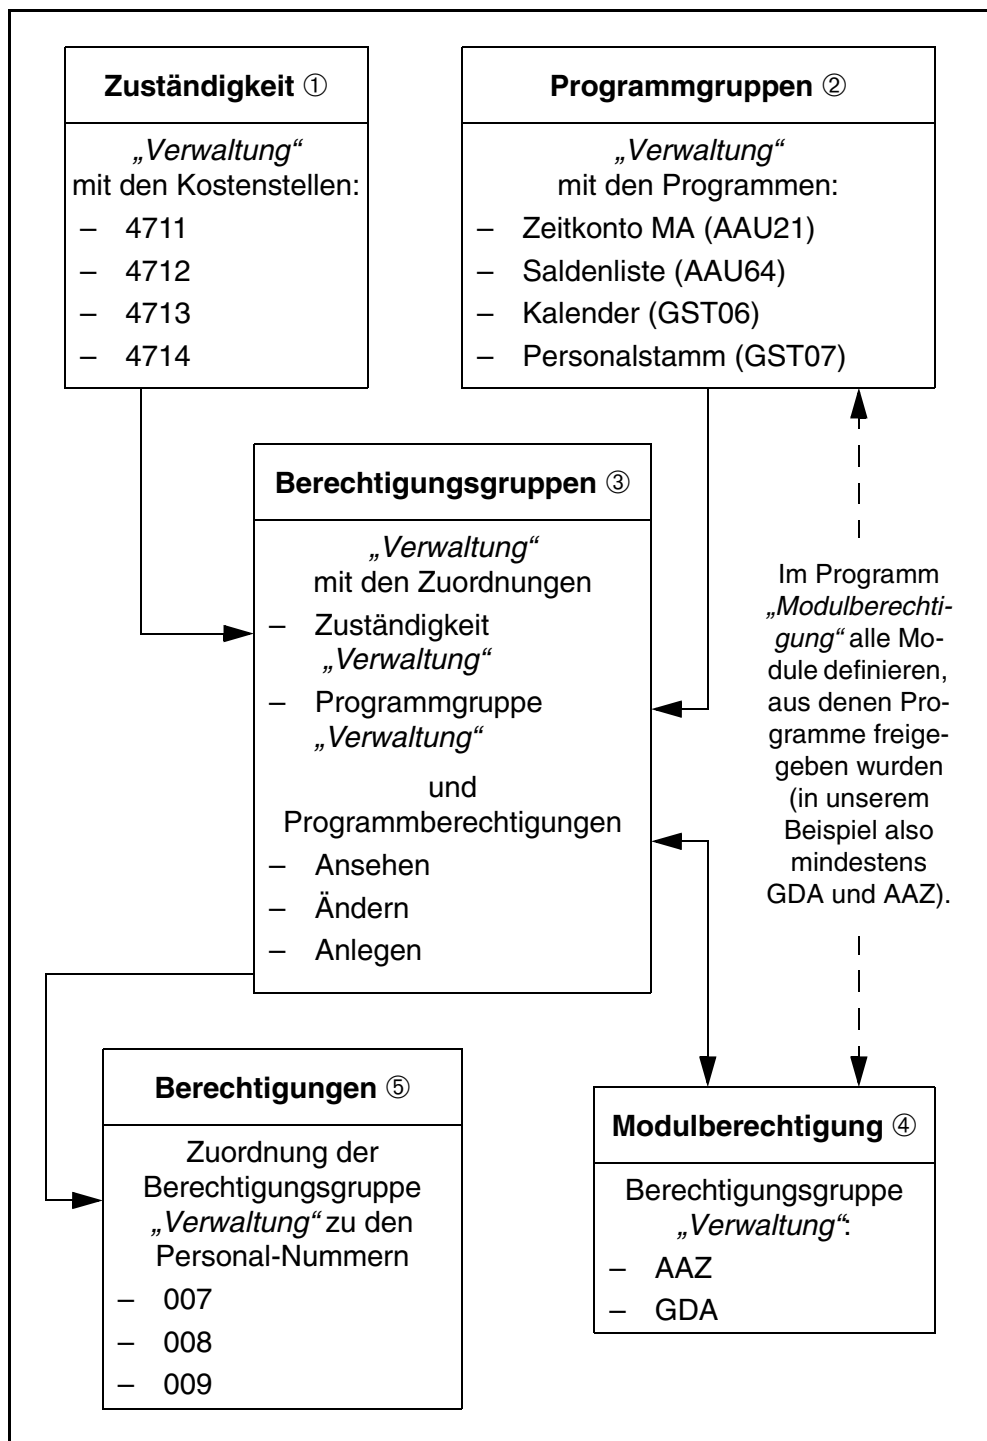 Zuständigkeit ①
„Verwaltung“
mit den Kostenstellen:
– 4711
– 4712
– 4713
– 4714
Programmgruppen ②
„Verwaltung“
mit den Programmen:
– Zeitkonto MA (AAU21)
– Saldenliste (AAU64)
– Kalender (GST06)
– Personalstamm (GST07)
Berechtigungsgruppen ③
„Verwaltung“
mit den Zuordnungen
– Zuständigkeit
„Verwaltung“
– Programmgruppe
„Verwaltung“
und
Programmberechtigungen
– Ansehen
– Ändern
– Anlegen
Im Programm
„Modulberechti-
gung“ alle Mo-
dule definieren,
aus denen Pro-
gramme freige-
geben wurden
(in unserem
Beispiel also
mindestens
GDA und AAZ).
Berechtigungen ⑤
Zuordnung der
Berechtigungsgruppe
„Verwaltung“ zu den
Personal-Nummern
– 007
– 008
– 009
Modulberechtigung ④
Berechtigungsgruppe
„Verwaltung“:
– AAZ
– GDA